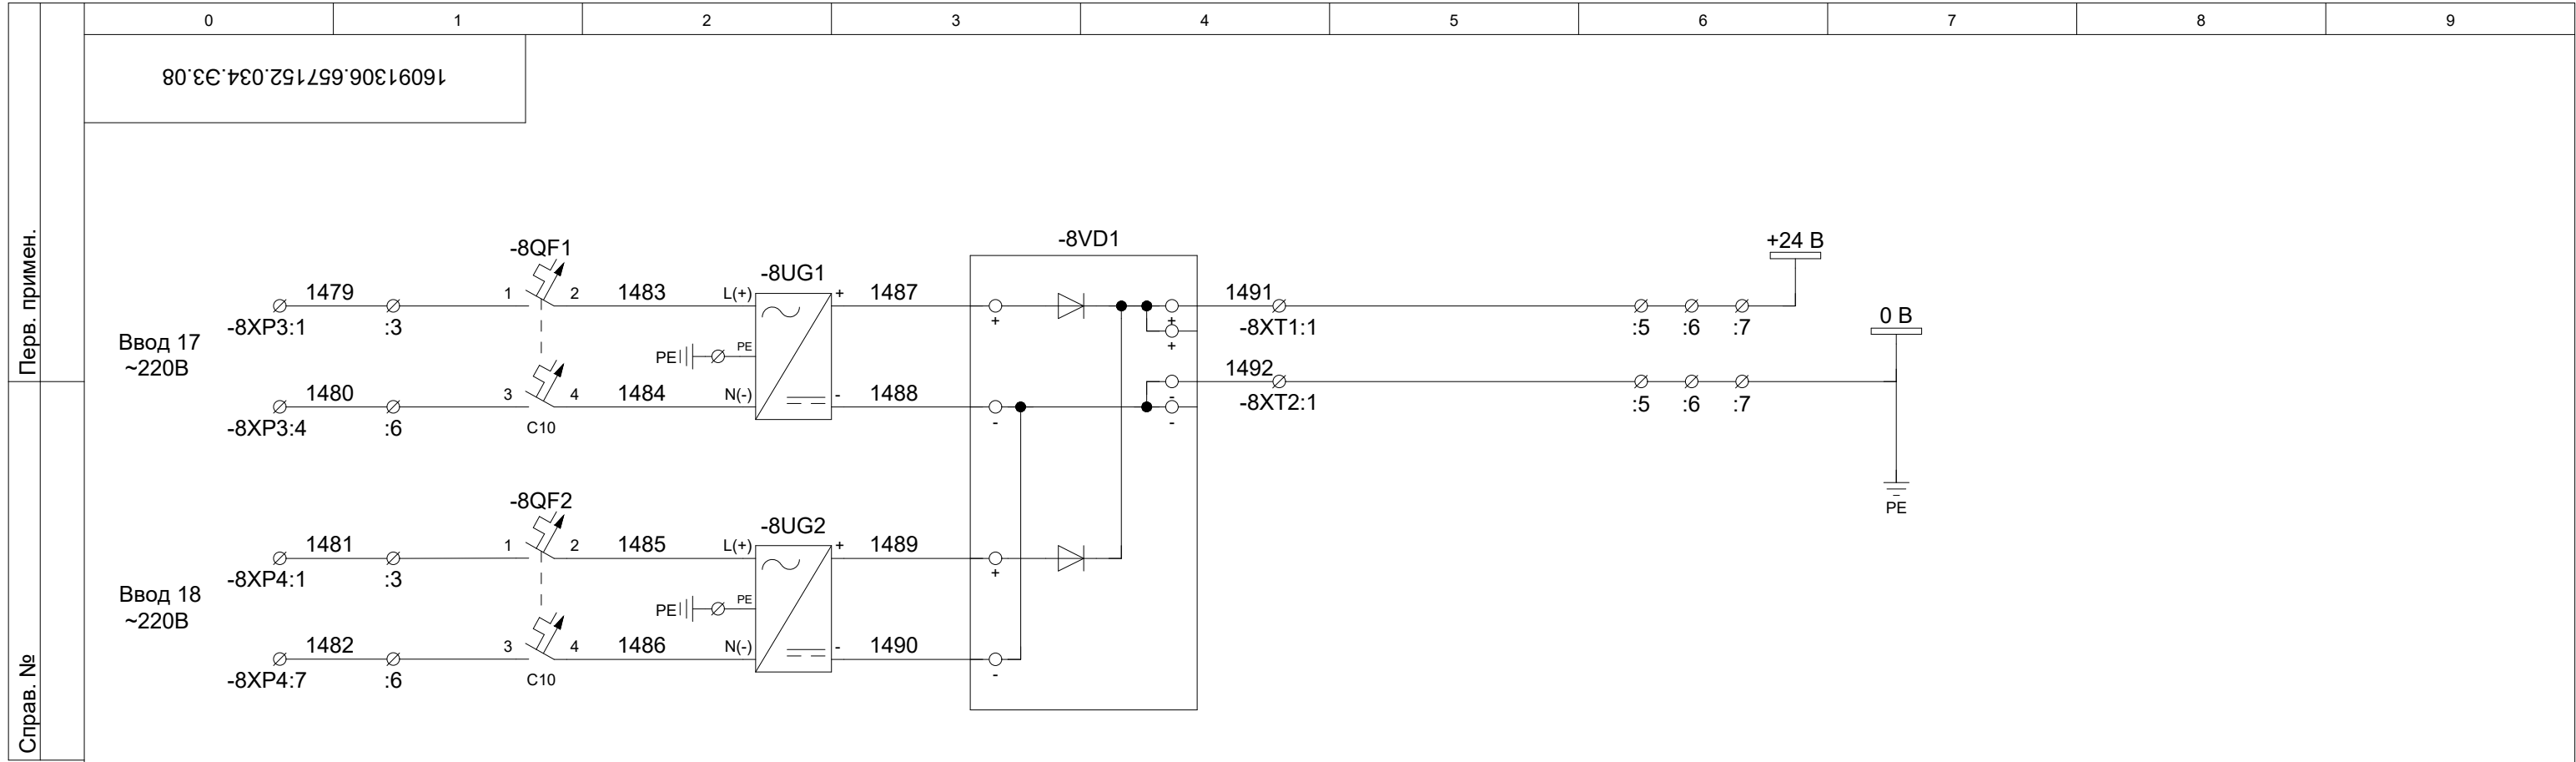 0 1 2 3 4 5 6 7 8 9
16091306.657152.034.ЭЗ.08
Перв. примен.
Справ. №
-8QF1
-8UG1
-8VD1
+24 В
0 В
1479
1 2
1483
L(+)
+
1487
+
+
+
1491
-8XP3:1
:3
-8XT1:1
:5 :6 :7
Ввод 17
~220В
PE
PE
1480
3 4
1484
N(-)
-
1488
-
-
-
1492
-8XP3:4
:6
C10
-8XT2:1
:5 :6 :7
PE
-8QF2
-8UG2
1481
1 2
1485
L(+)
+
1489
+
-8XP4:1
:3
Ввод 18
~220В
PE
PE
1482
3 4
1486
N(-)
-
1490
-
-8XP4:7
:6
C10